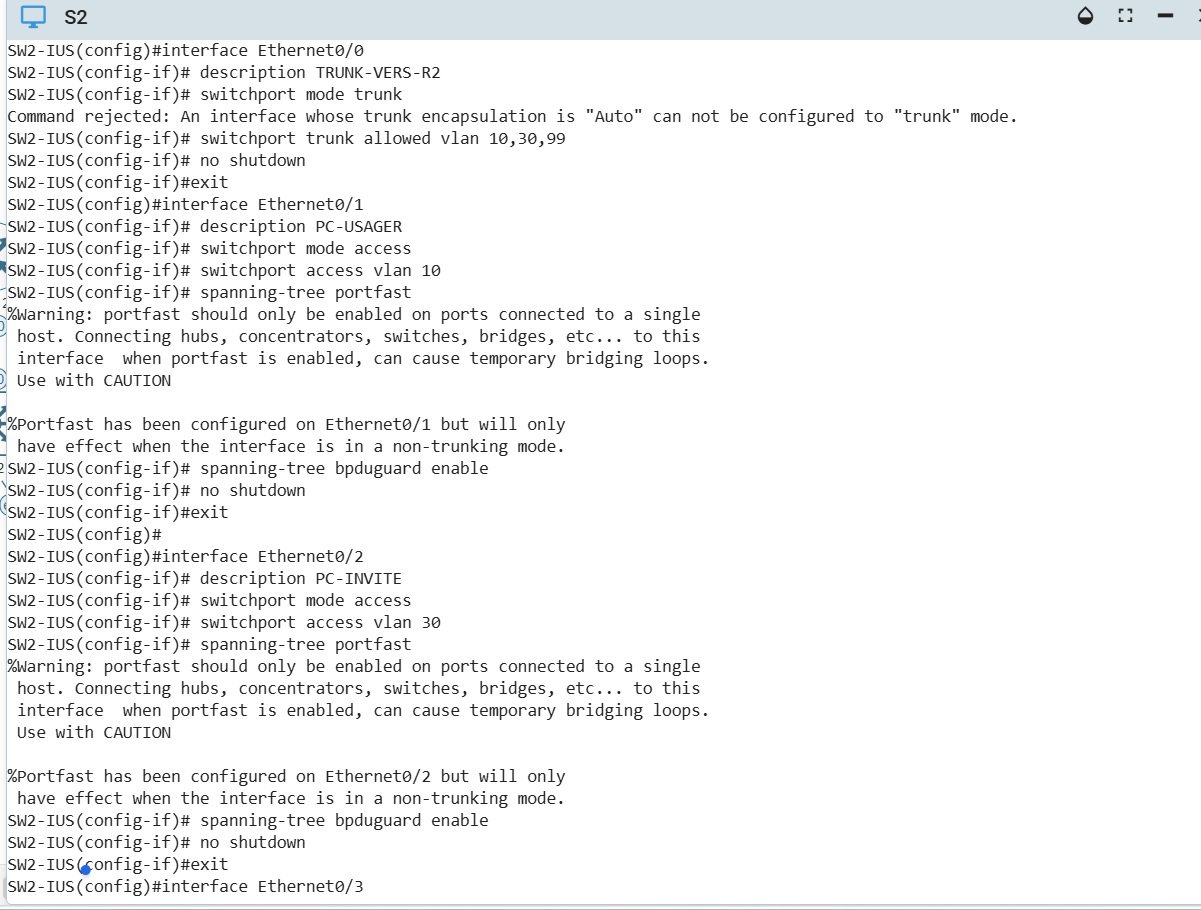 S2
SW2-IUS(config)#interface Ethernet0/0
SW2-IUS(config-if)# description TRUNK-VERS-R2
SW2-IUS(config-if)# switchport mode trunk
Command rejected: An interface whose trunk encapsulation is "Auto" can not be configured to "trunk" mode.
SW2-IUS(config-if)# switchport trunk allowed vlan 10,30,99
SW2-IUS(config-if)# no shutdown
SW2-IUS(config-if)#exit
SW2-IUS(config)#interface Ethernet0/1
SW2-IUS(config-if)# description PC-USAGER
SW2-IUS(config-if)# switchport mode access
SW2-IUS(config-if)# switchport access vlan 10
SW2-IUS(config-if)# spanning-tree portfast
%Warning: portfast should only be enabled on ports connected to a single
 host. Connecting hubs, concentrators, switches, bridges, etc... to this
 interface  when portfast is enabled, can cause temporary bridging loops.
 Use with CAUTION

%Portfast has been configured on Ethernet0/1 but will only
 have effect when the interface is in a non-trunking mode.
SW2-IUS(config-if)# spanning-tree bpduguard enable
SW2-IUS(config-if)# no shutdown
SW2-IUS(config-if)#exit
SW2-IUS(config)#
SW2-IUS(config)#interface Ethernet0/2
SW2-IUS(config-if)# description PC-INVITE
SW2-IUS(config-if)# switchport mode access
SW2-IUS(config-if)# switchport access vlan 30
SW2-IUS(config-if)# spanning-tree portfast
%Warning: portfast should only be enabled on ports connected to a single
 host. Connecting hubs, concentrators, switches, bridges, etc... to this
 interface  when portfast is enabled, can cause temporary bridging loops.
 Use with CAUTION

%Portfast has been configured on Ethernet0/2 but will only
 have effect when the interface is in a non-trunking mode.
SW2-IUS(config-if)# spanning-tree bpduguard enable
SW2-IUS(config-if)# no shutdown
SW2-IUS(config-if)#exit
SW2-IUS(config)#interface Ethernet0/3